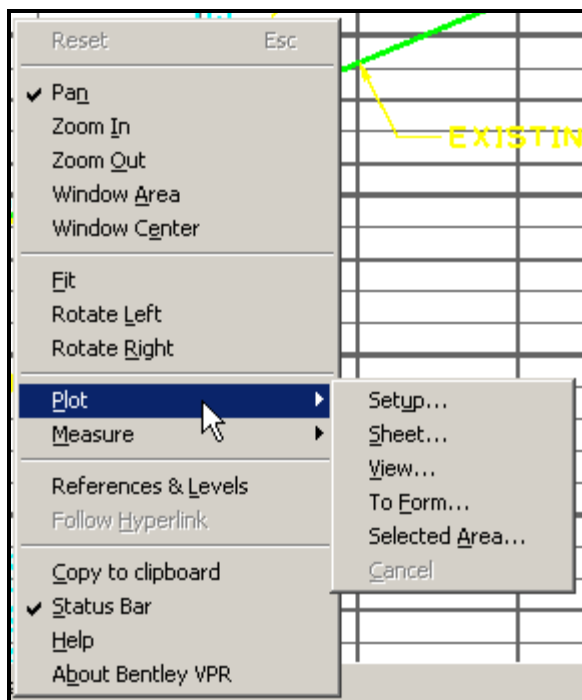 Reset Esc
Pan
Zoom In
Zoom Out
Window Area
Window Center
Fit
Rotate Left
Rotate Right
Plot
Measure
References & Levels
Follow Hyperlink
Copy to clipboard
Status Bar
Help
About Bentley VPR
Setup...
Sheet...
View...
To Form...
Selected Area...
Cancel
EXISTIN